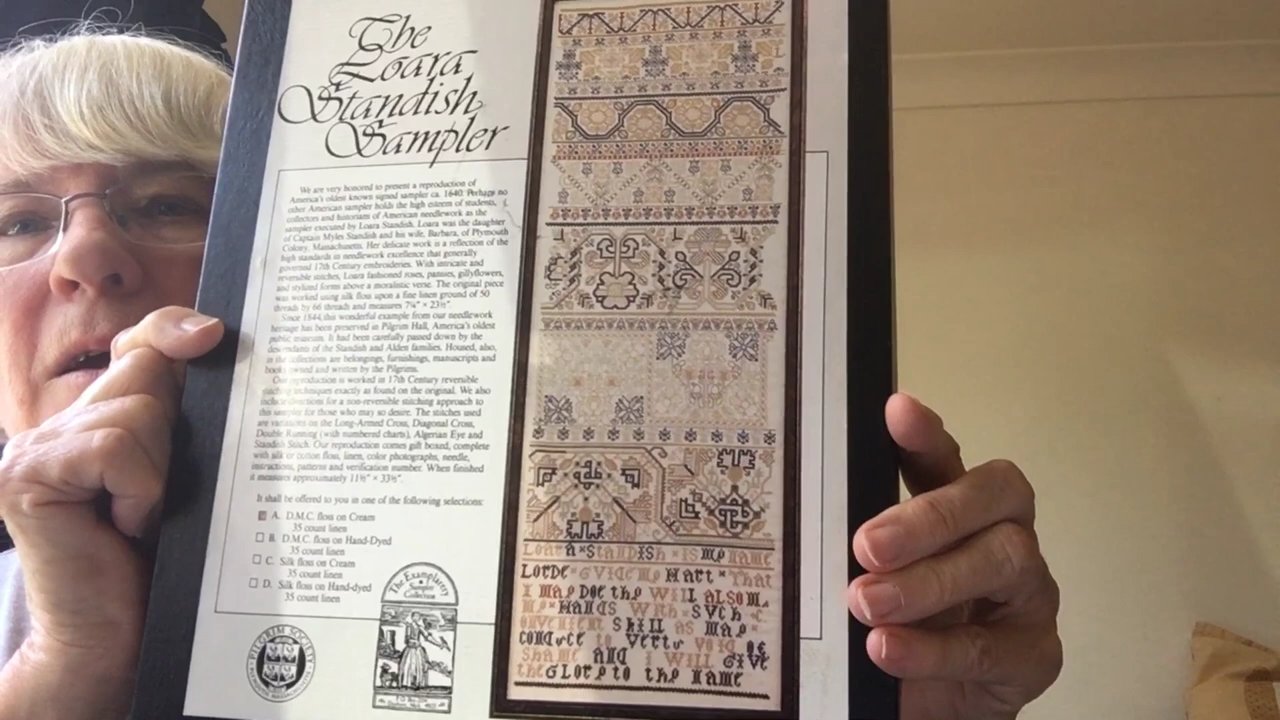 The
Loara
Standish
Sampler
We are very honored to present a reproduction of
America's oldest known signed sampler ca. 1640. Perhaps no
other American sampler holds the high esteem of students,
collectors and historians of American needlework as the
sampler executed by Loara Standish. Loara was the daughter
of Captain Myles Standish and his wife, Barbara, of Plymouth
Colony, Massachusetts. Her delicate work is a reflection of the
high standards in needlework excellence that generally
governed 17th Century embroideries. With intricate and
reversible stitches, Loara fashioned roses, pansies, gillyflowers,
and stylized forms above a moralistic verse. The original piece
was worked using silk floss upon a fine linen ground of 50
threads by 66 threads and measures 7¼" × 23½".
Since 1844, this wonderful example from our needlework
heritage has been preserved in Pilgrim Hall, America's oldest
public museum. It had been carefully passed down by the
descendants of the Standish and Alden families. Housed, also,
in the collections are belongings, furnishings, manuscripts and
books owned and written by the Pilgrims.
Our reproduction is worked in 17th Century reversible
stitching techniques exactly as found on the original. We also
include directions for a non-reversible stitching approach to
this sampler for those who may so desire. The stitches used
are variations on the Long-Armed Cross, Diagonal Cross,
Double Running (with numbered charts), Algerian Eye and
Standish Stitch. Our reproduction comes gift boxed, complete
with silk or cotton floss, linen, color photographs, needle,
instructions, patterns and verification number. When finished
it measures approximately 11½" × 33½".
It shall be offered to you in one of the following selections:
A. D.M.C. floss on Cream
35 count linen
B. D.M.C. floss on Hand-Dyed
35 count linen
C. Silk floss on Cream
35 count linen
D. Silk floss on Hand-dyed
35 count linen
The Examplarery
Sampler
Collection
PILGRIM SOCIETY
Loara Standish is my name
Lorde guide my Hart that
I may Doe thy Will Also
my Hands With Such
Convenient Skill as may
conduce to Vertu void of
Shame and I Will Give
the Glory to thy name